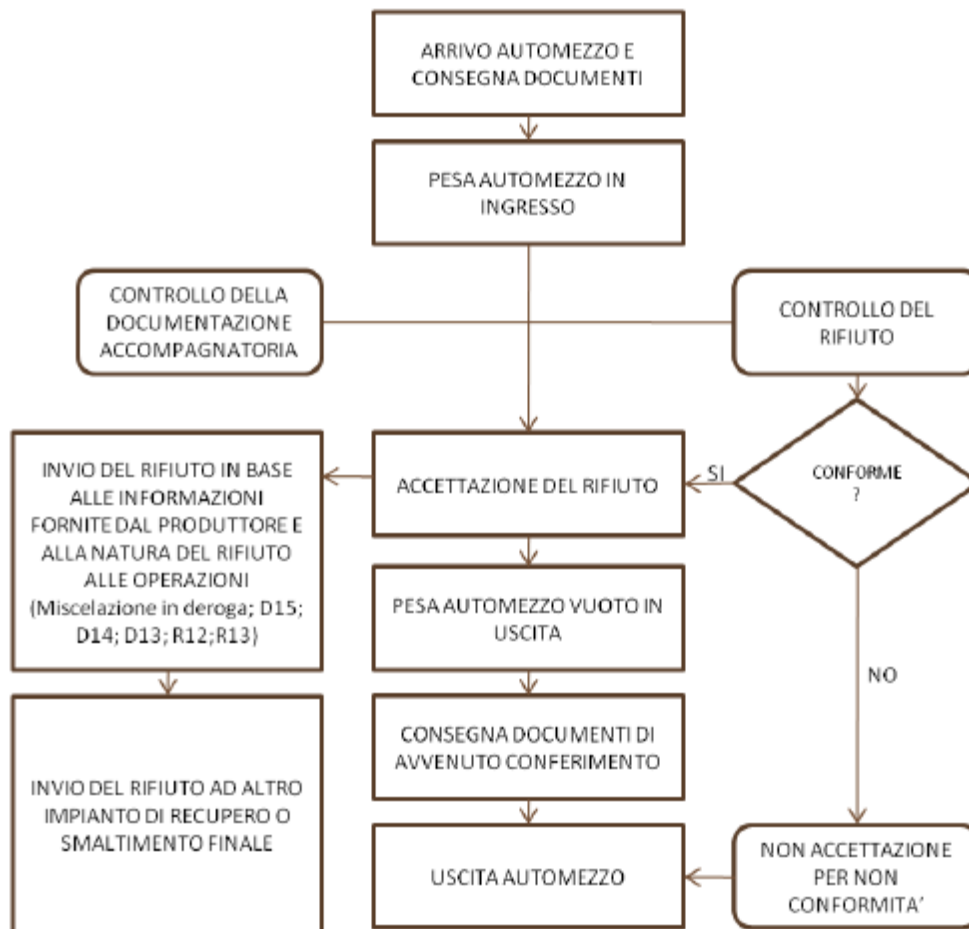 ARRIVO AUTOMEZZO E
CONSEGNA DOCUMENTI
PESA AUTOMEZZO IN
INGRESSO
CONTROLLO DELLA
DOCUMENTAZIONE
ACCOMPAGNATORIA
CONTROLLO DEL
RIFIUTO
INVIO DEL RIFIUTO IN BASE
ALLE INFORMAZIONI
FORNITE DAL PRODUTTORE E
ALLA NATURA DEL RIFIUTO
ALLE OPERAZIONI
(Miscelazione in deroga; D15;
D14; D13; R12;R13)
ACCETTAZIONE DEL RIFIUTO
SI
CONFORME
?
PESA AUTOMEZZO VUOTO IN
USCITA
NO
CONSEGNA DOCUMENTI DI
AVVENUTO CONFERIMENTO
INVIO DEL RIFIUTO AD ALTRO
IMPIANTO DI RECUPERO O
SMALTIMENTO FINALE
USCITA AUTOMEZZO
NON ACCETTAZIONE
PER NON
CONFORMITA'